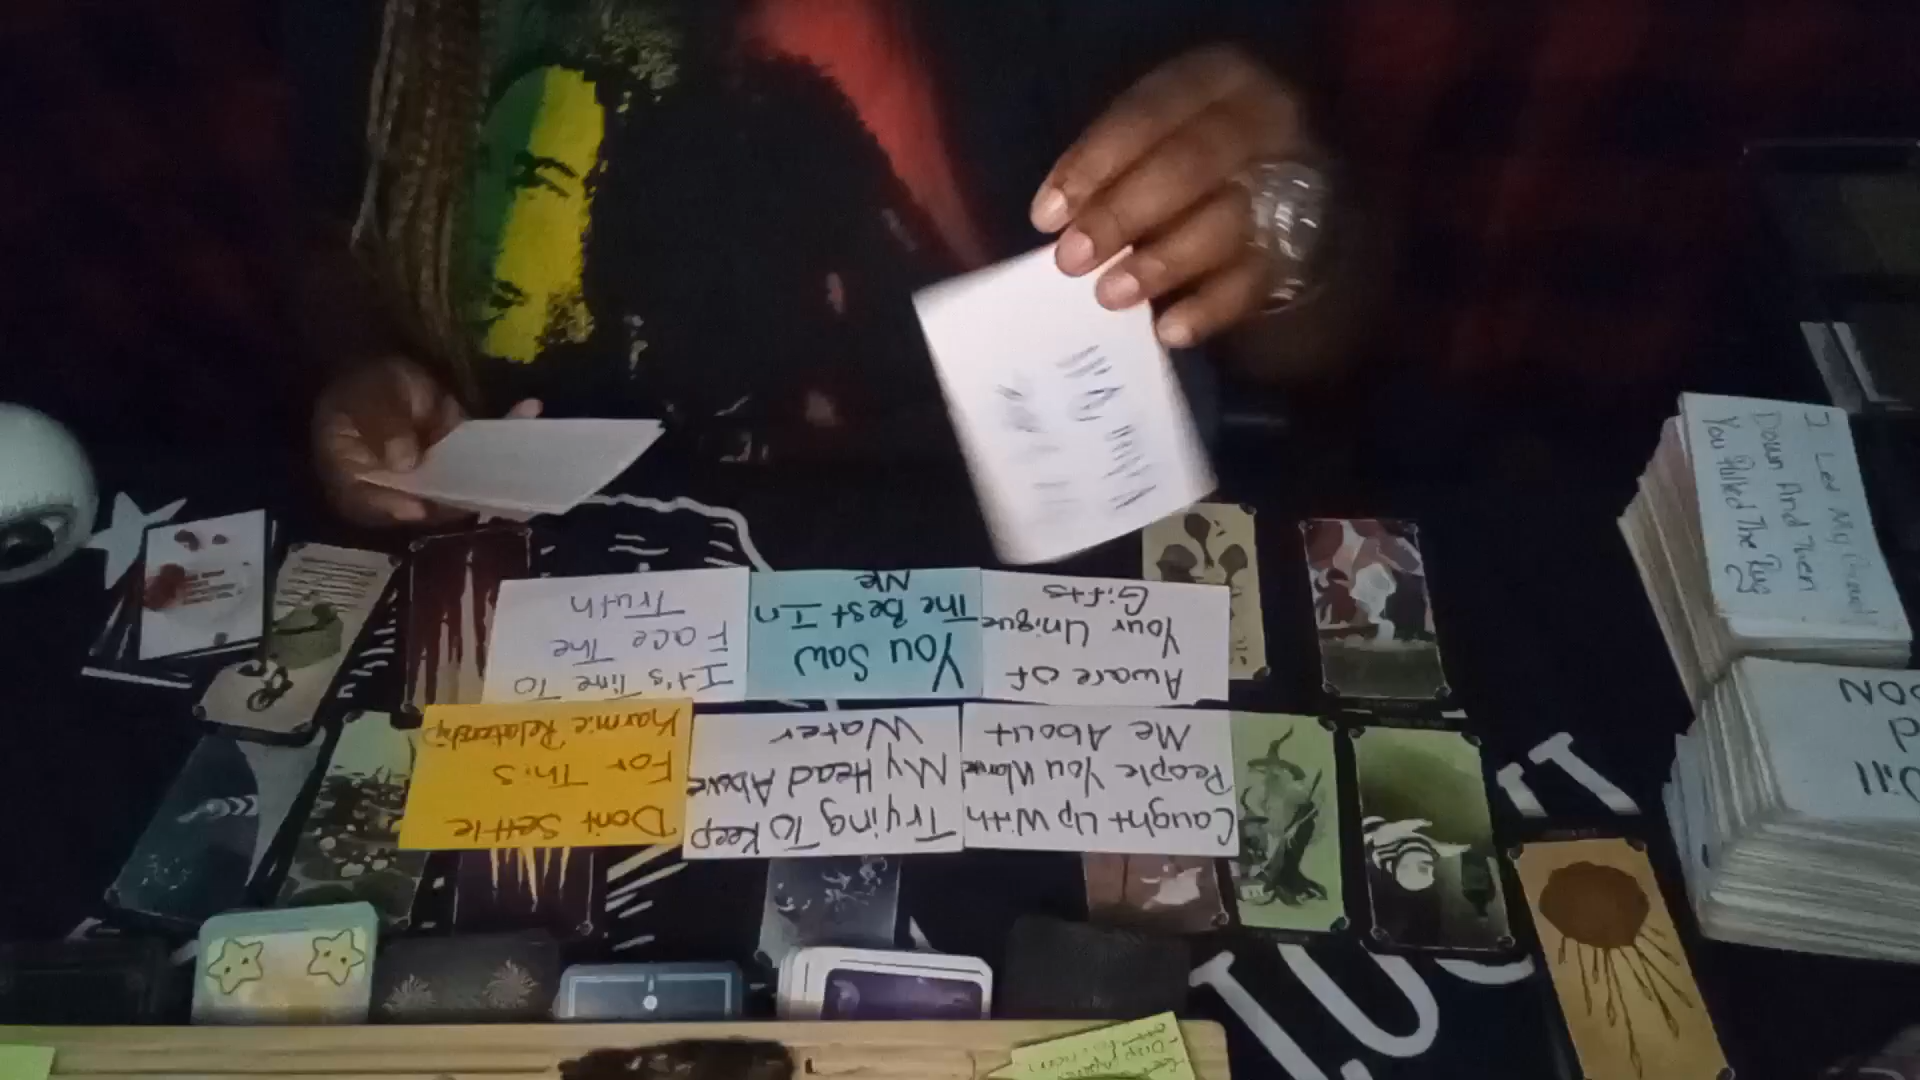 It's Time To
Face The
Truth
You Saw
The Best In
Me
Aware Of
Your Unique
Gifts
Don't Settle
For This
Karmic Relationship
Trying To Keep
My Head Above
Water
Caught Up With
People You Warned
Me About
I Let My Guard
Down And Then
You Pulled The Rug